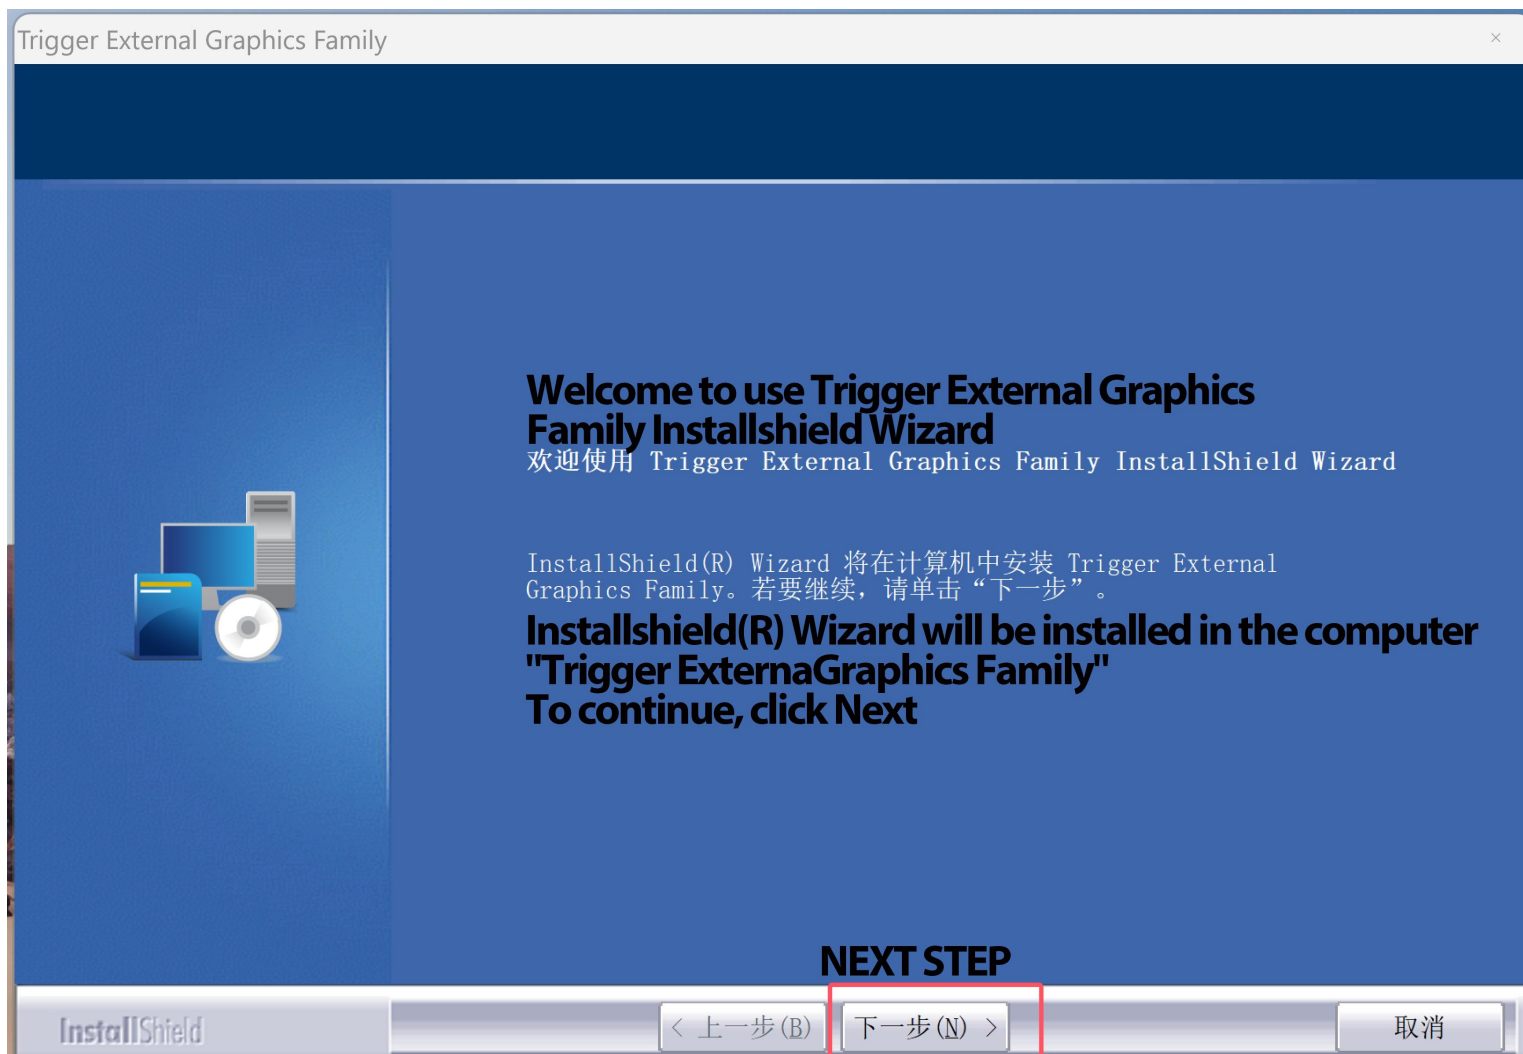 Trigger External Graphics Family
Welcome to use Trigger External Graphics
Family Installshield Wizard
欢迎使用 Trigger External Graphics Family InstallShield Wizard
InstallShield(R) Wizard 将在计算机中安装 Trigger External
Graphics Family。若要继续，请单击“下一步”。
Installshield(R) Wizard will be installed in the computer
"Trigger ExternaGraphics Family"
To continue, click Next
NEXT STEP
InstallShield
< 上一步(B)
下一步(N) >
取消